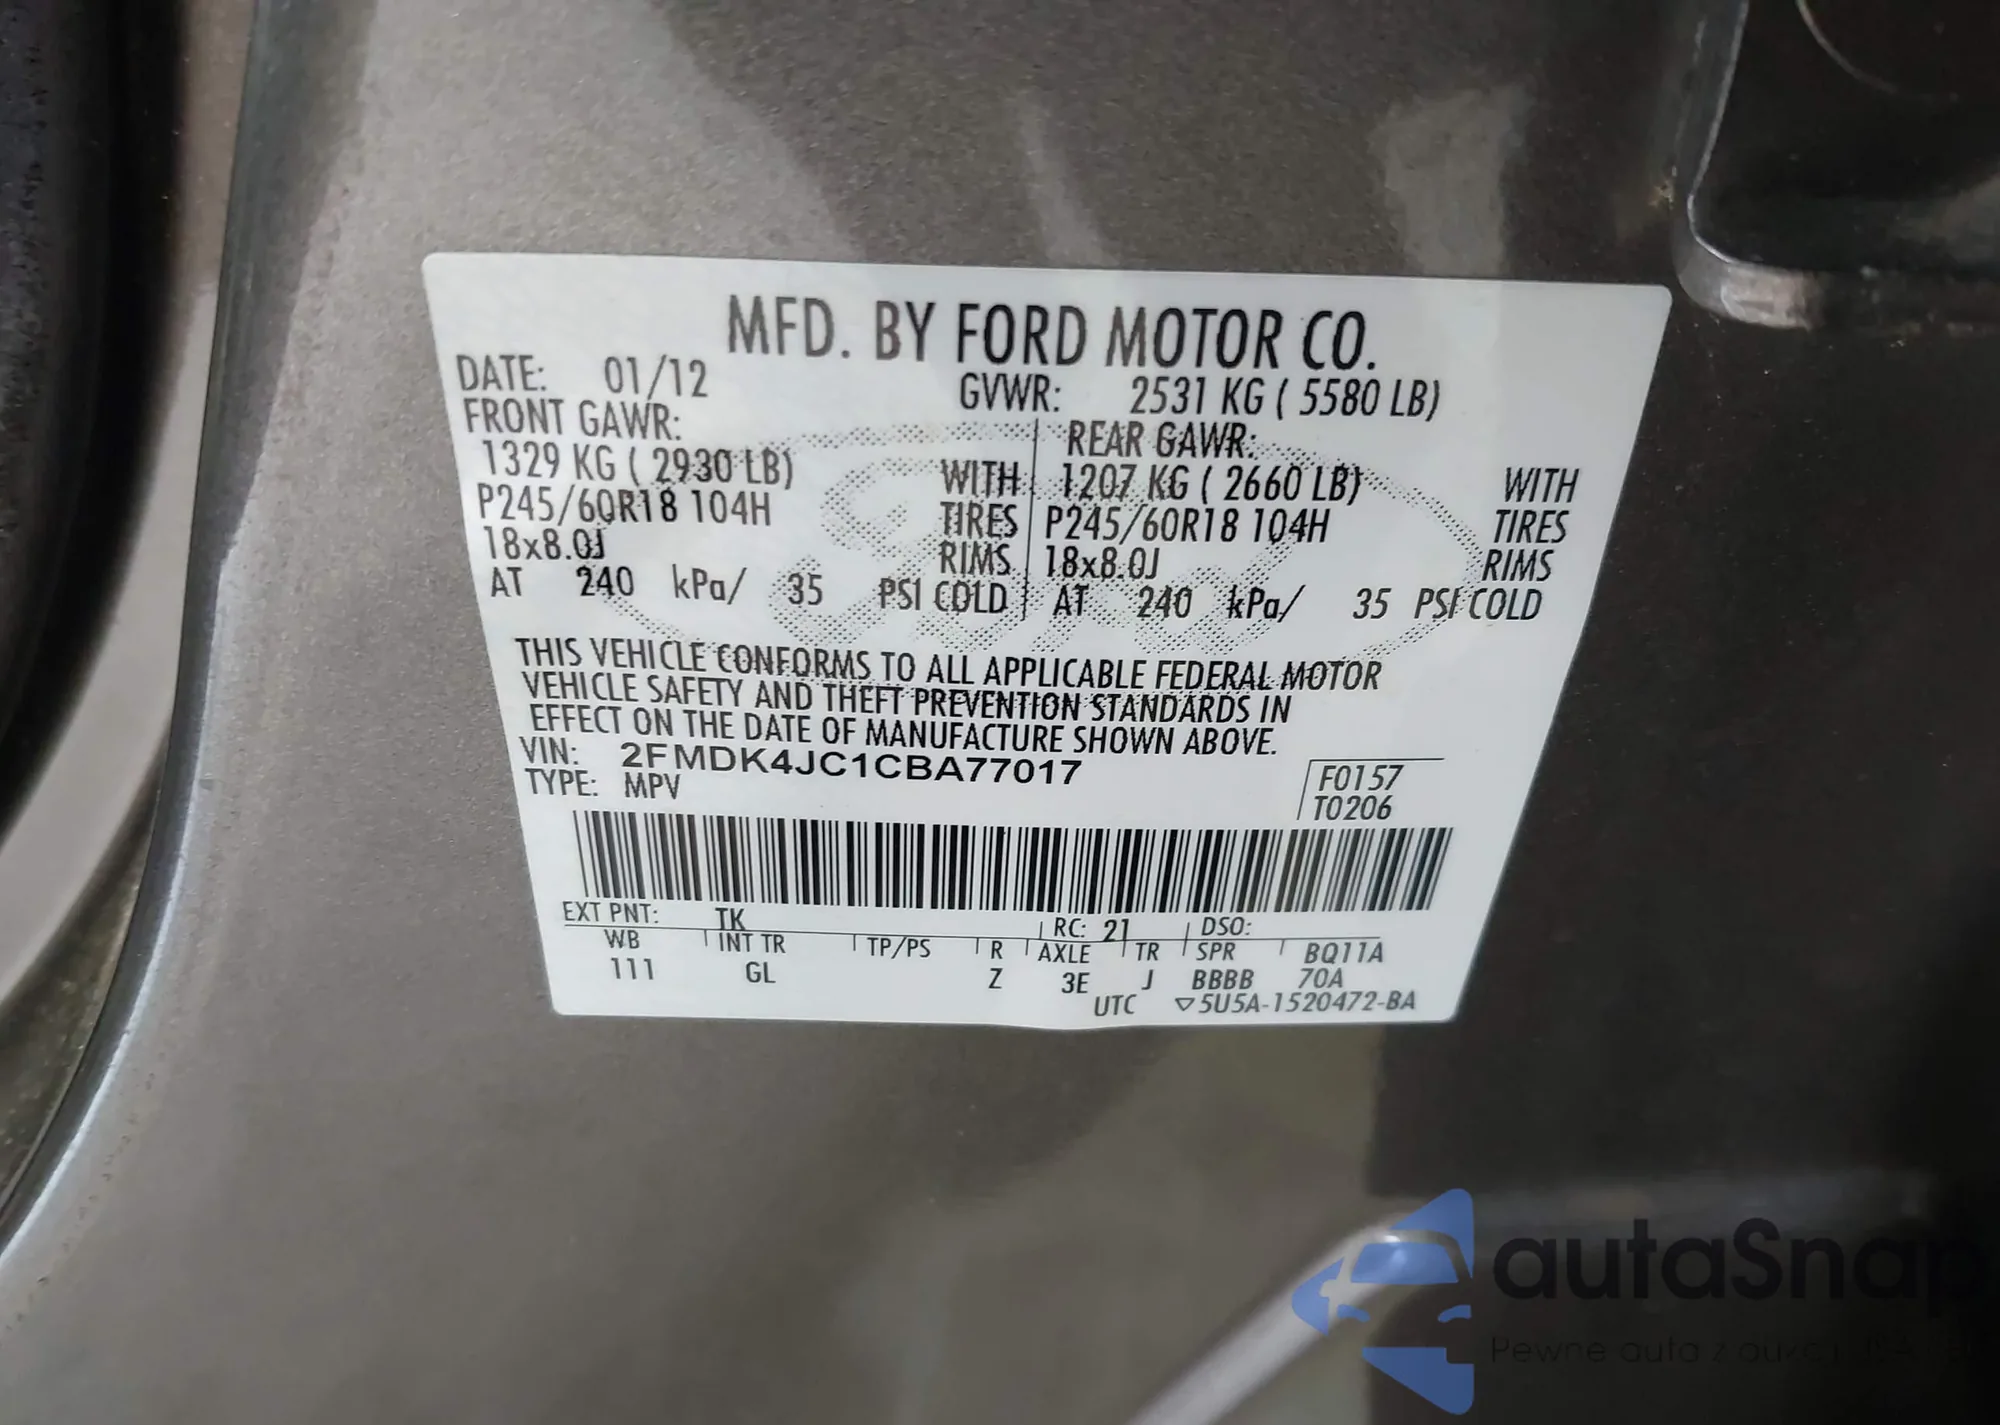 MFD. BY FORD MOTOR CO.
DATE: 01/12 GVWR: 2531 KG ( 5580 LB)
FRONT GAWR: REAR GAWR:
1329 KG ( 2930 LB) WITH 1207 KG ( 2660 LB) WITH
P245/60R18 104H TIRES P245/60R18 104H TIRES
18x8.0J RIMS 18x8.0J RIMS
AT 240 kPa/ 35 PSI COLD AT 240 kPa/ 35 PSI COLD
THIS VEHICLE CONFORMS TO ALL APPLICABLE FEDERAL MOTOR
VEHICLE SAFETY AND THEFT PREVENTION STANDARDS IN
EFFECT ON THE DATE OF MANUFACTURE SHOWN ABOVE.
VIN: 2FMDK4JC1CBA77017
TYPE: MPV
F0157
T0206
EXT PNT: TK RC: 21 DSO:
WB INT TR TP/PS R AXLE TR SPR BQ11A
111 GL Z 3E J BBBB 70A
UTC ▽5U5A-1520472-BA
autaSnap
Pewne auta z